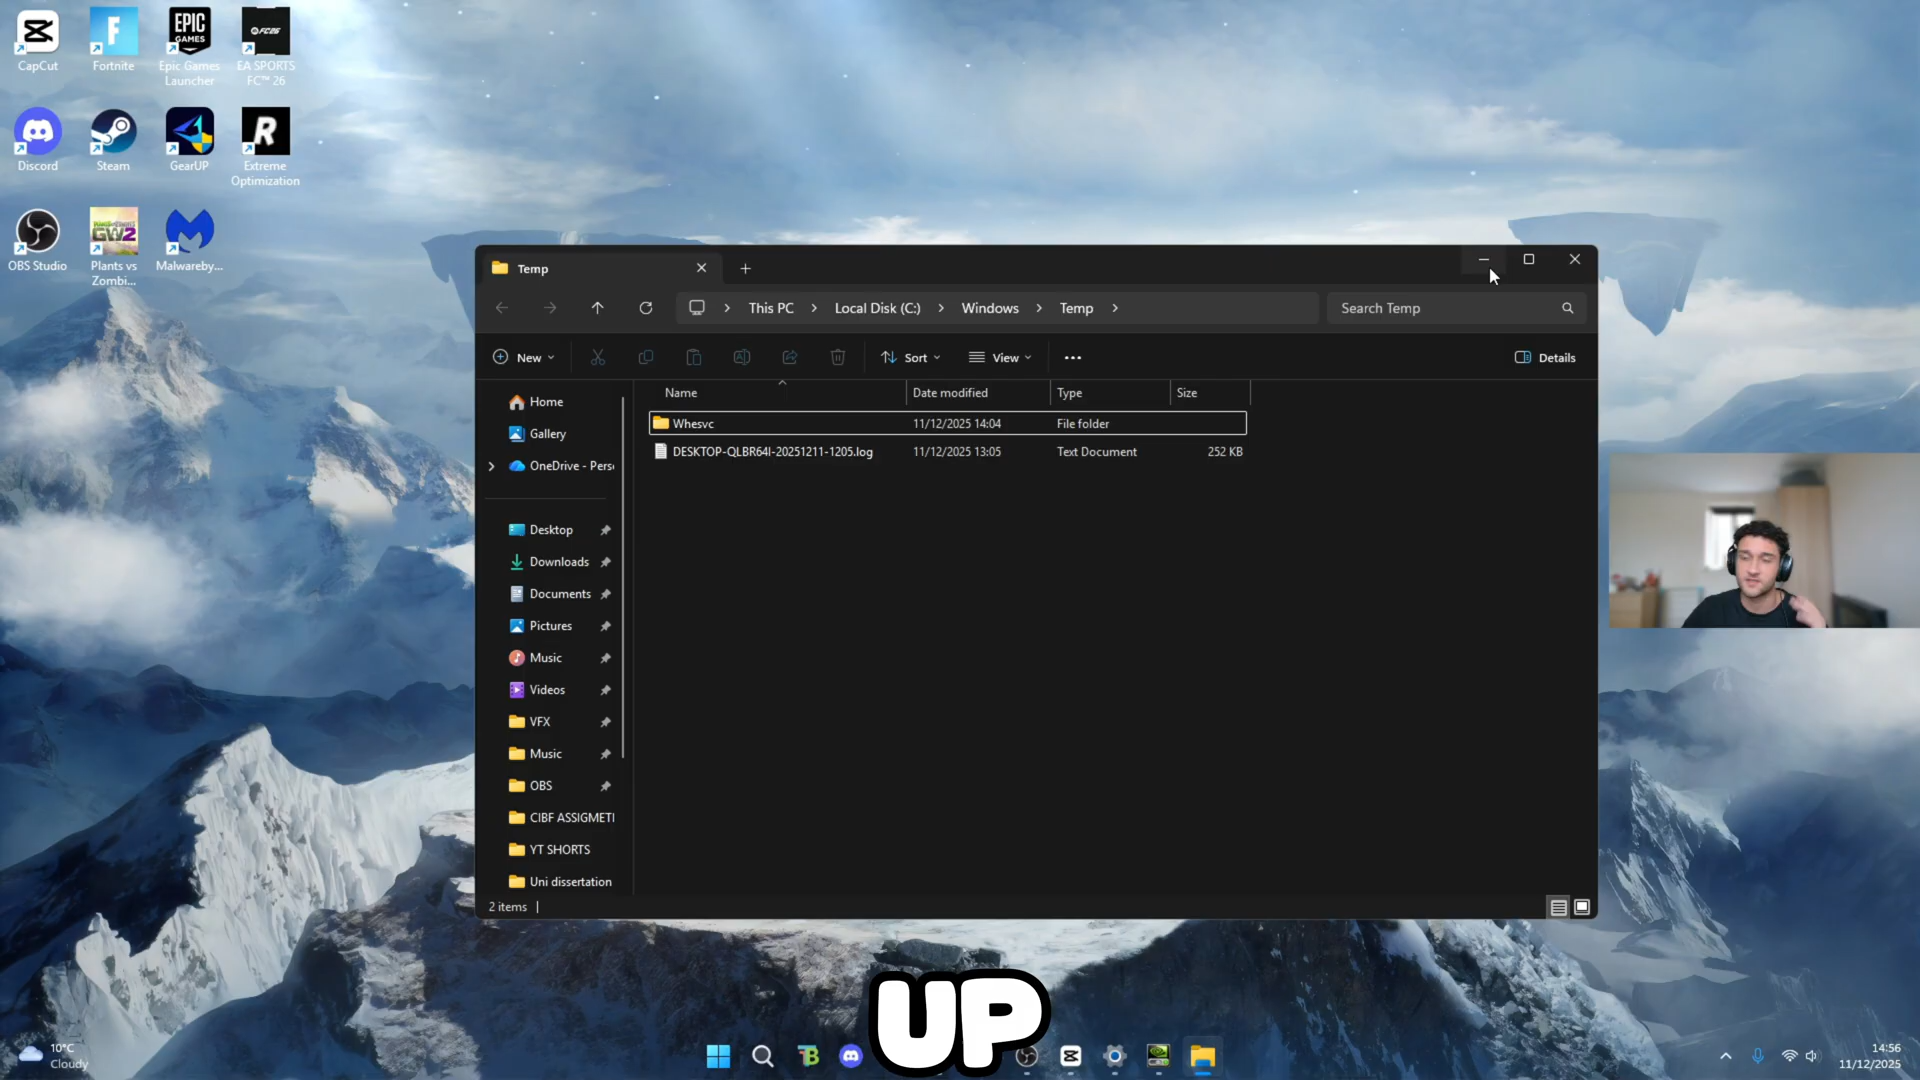 CapCut
Fortnite
EPIC
GAMES
Epic Games
Launcher
FC26
EA SPORTS
FC™ 26
Discord
Steam
GearUP
R
Extreme
Optimization
OBS Studio
GW2
Plants vs
Zombi...
Malwareby...
Temp
This PC
Local Disk (C:)
Windows
Temp
Search Temp
New
Sort
View
Details
Name
Date modified
Type
Size
Whesvc
11/12/2025 14:04
File folder
DESKTOP-QLBR64I-20251211-1205.log
11/12/2025 13:05
Text Document
252 KB
Home
Gallery
OneDrive - Pers
Desktop
Downloads
Documents
Pictures
Music
Videos
VFX
Music
OBS
CIBF ASSIGMET
YT SHORTS
Uni dissertation
2 items
UP
10°C
Cloudy
TB
14:56
11/12/2025